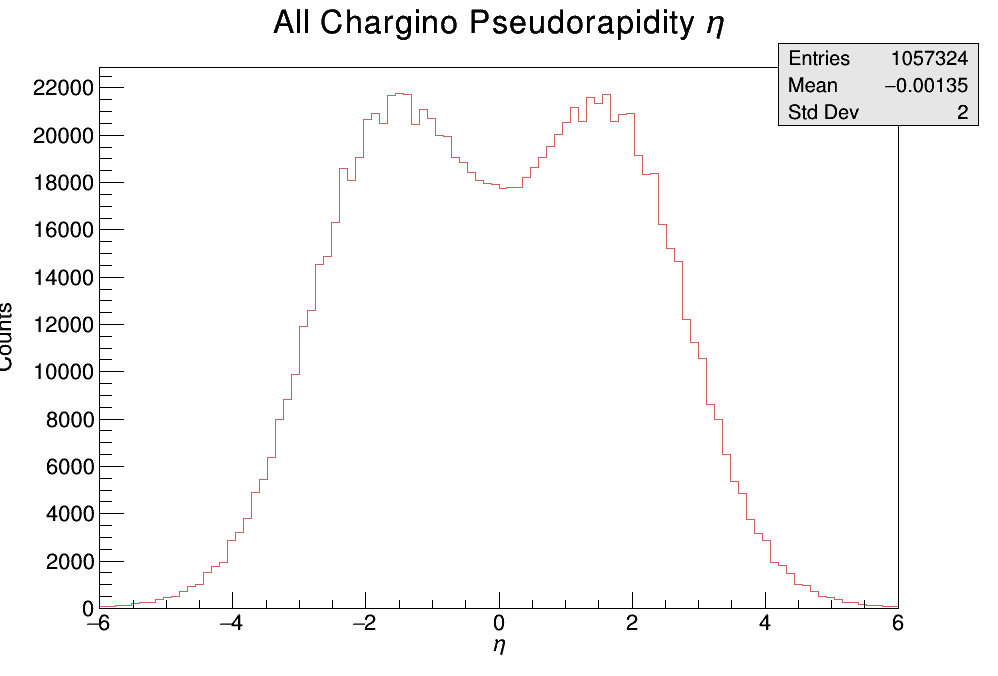 All Chargino Pseudorapidity η
Entries 1057324
Mean −0.00135
Std Dev 2
22000
20000
18000
16000
14000
12000
10000
8000
6000
4000
2000
0
Counts
−6 −4 −2 0 2 4 6
η